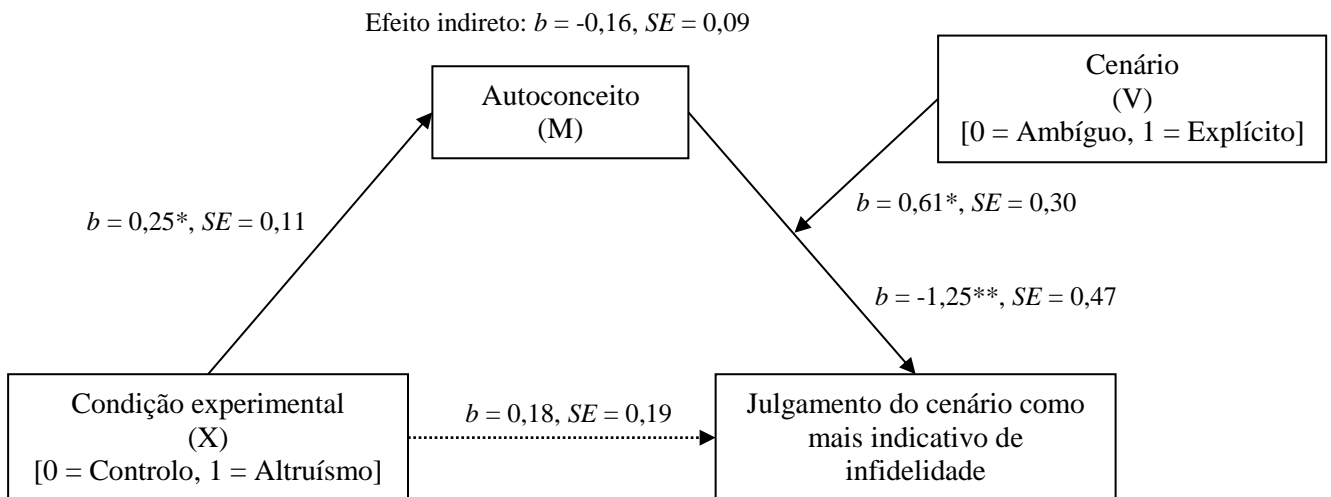 Efeito indireto: b = -0,16, SE = 0,09
Autoconceito
(M)
Cenário
(V)
[0 = Ambíguo, 1 = Explícito]
b = 0,25*, SE = 0,11
b = 0,61*, SE = 0,30
b = -1,25**, SE = 0,47
Condição experimental
(X)
[0 = Controlo, 1 = Altruísmo]
b = 0,18, SE = 0,19
Julgamento do cenário como
mais indicativo de
infidelidade